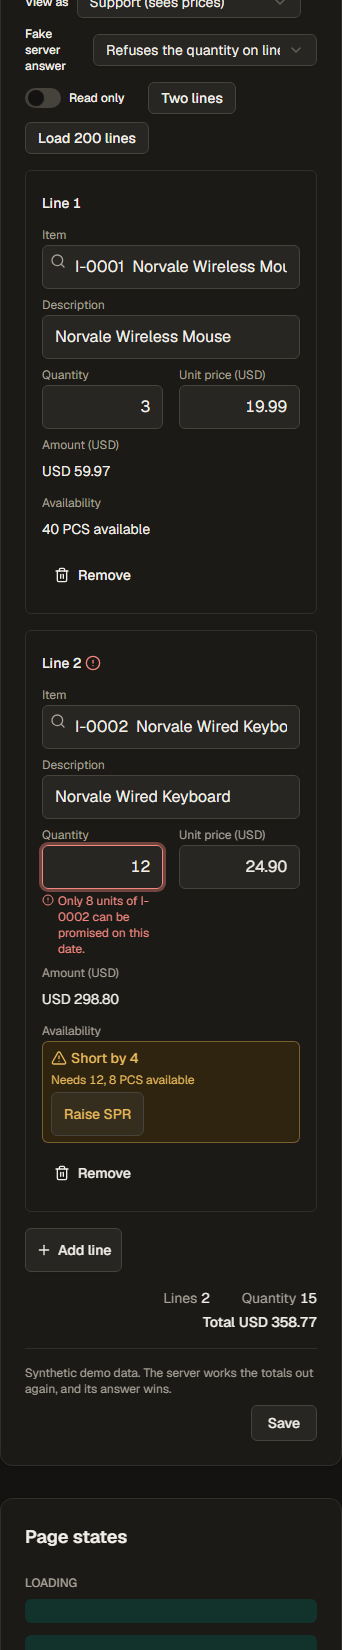 View as
Support (sees prices)
Fake
server
answer
Refuses the quantity on line
Read only
Two lines
Load 200 lines
Line 1
Item
I-0001 Norvale Wireless Mou
Description
Norvale Wireless Mouse
Quantity
Unit price (USD)
3
19.99
Amount (USD)
USD 59.97
Availability
40 PCS available
Remove
Line 2
Item
I-0002 Norvale Wired Keybo
Description
Norvale Wired Keyboard
Quantity
Unit price (USD)
12
24.90
Only 8 units of I-
0002 can be
promised on this
date.
Amount (USD)
USD 298.80
Availability
Short by 4
Needs 12, 8 PCS available
Raise SPR
Remove
Add line
Lines 2 Quantity 15
Total USD 358.77
Synthetic demo data. The server works the totals out
again, and its answer wins.
Save
Page states
LOADING